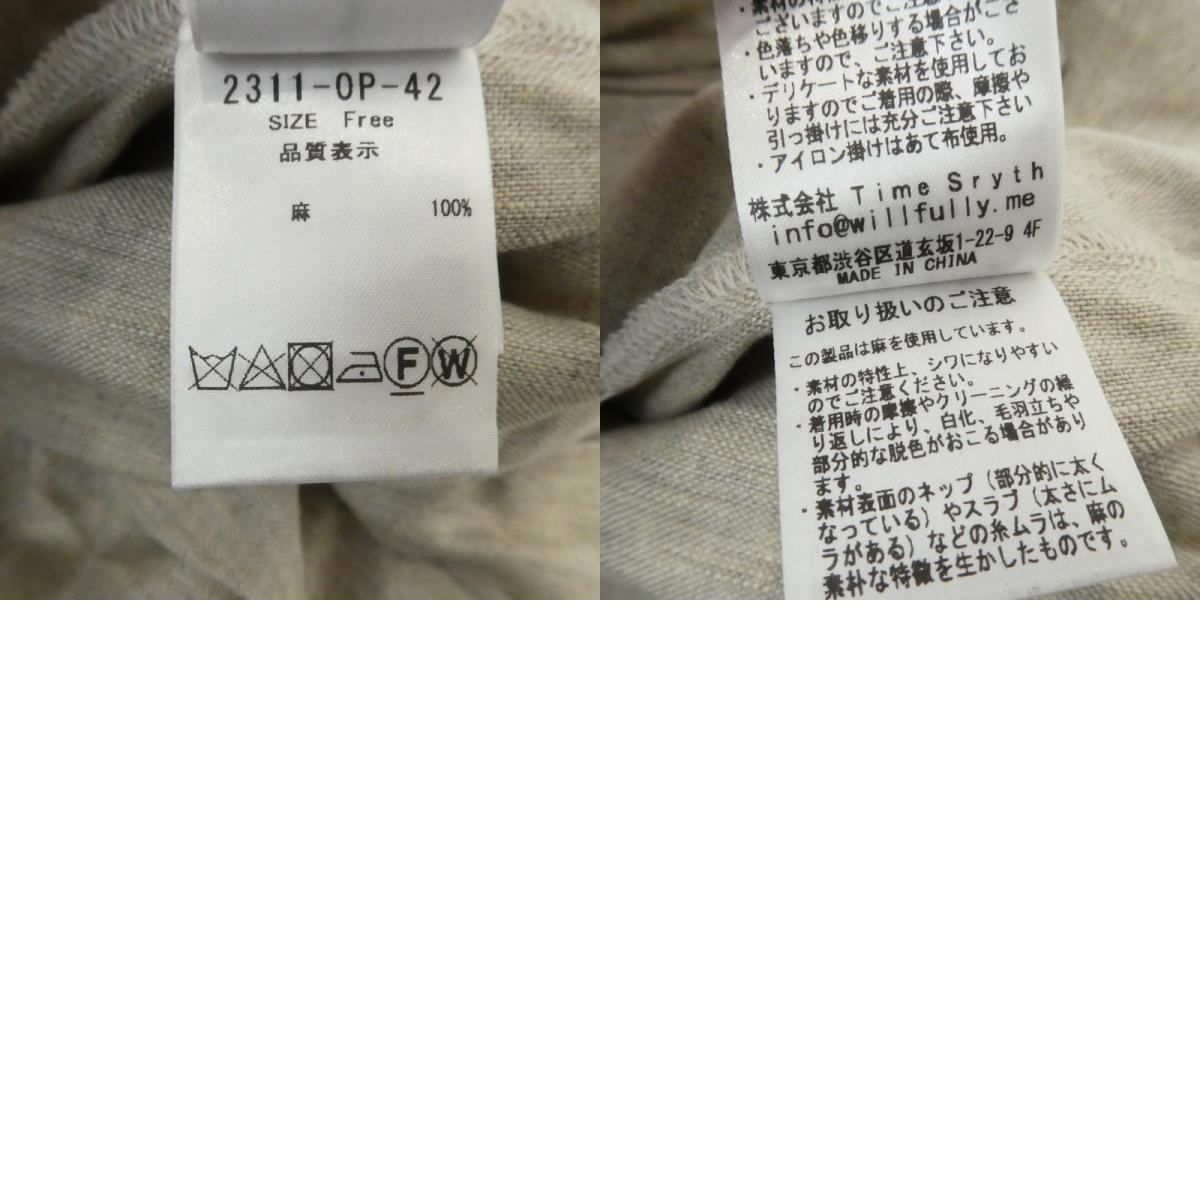 2311-OP-42
SIZE Free
品質表示
麻 100%
F W
ございますのでご注意
・色落ちや色移りする場合がござ
いますので、ご注意下さい。
・デリケートな素材を使用してお
りますのでご着用の際、摩擦や
引っ掛けには充分ご注意下さい
・アイロン掛けはあて布使用。
株式会社 Time Sryth
info@willfully.me
東京都渋谷区道玄坂1-22-9 4F
MADE IN CHINA
お取り扱いのご注意
この製品は麻を使用しています。
・素材の特性上、シワになりやすい
のでご注意ください。
・着用時の摩擦やクリーニングの繰
り返しにより、白化、毛羽立ちや
部分的な脱色がおこる場合があり
ます。
・素材表面のネップ（部分的に太く
なっている）やスラブ（太さにム
ラがある）などの糸ムラは、麻の
素朴な特徴を生かしたものです。